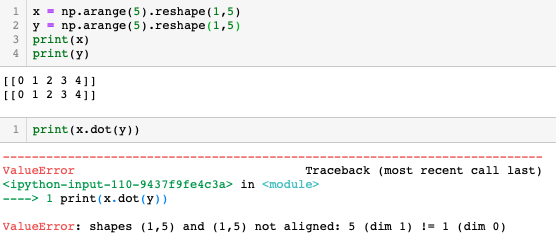 1 x = np.arange(5).reshape(1,5)
2 y = np.arange(5).reshape(1,5)
3 print(x)
4 print(y)
[[0 1 2 3 4]]
[[0 1 2 3 4]]
1 print(x.dot(y))
---------------------------------------------------------------------------
ValueError                                Traceback (most recent call last)
<ipython-input-110-9437f9fe4c3a> in <module>
----> 1 print(x.dot(y))
ValueError: shapes (1,5) and (1,5) not aligned: 5 (dim 1) != 1 (dim 0)